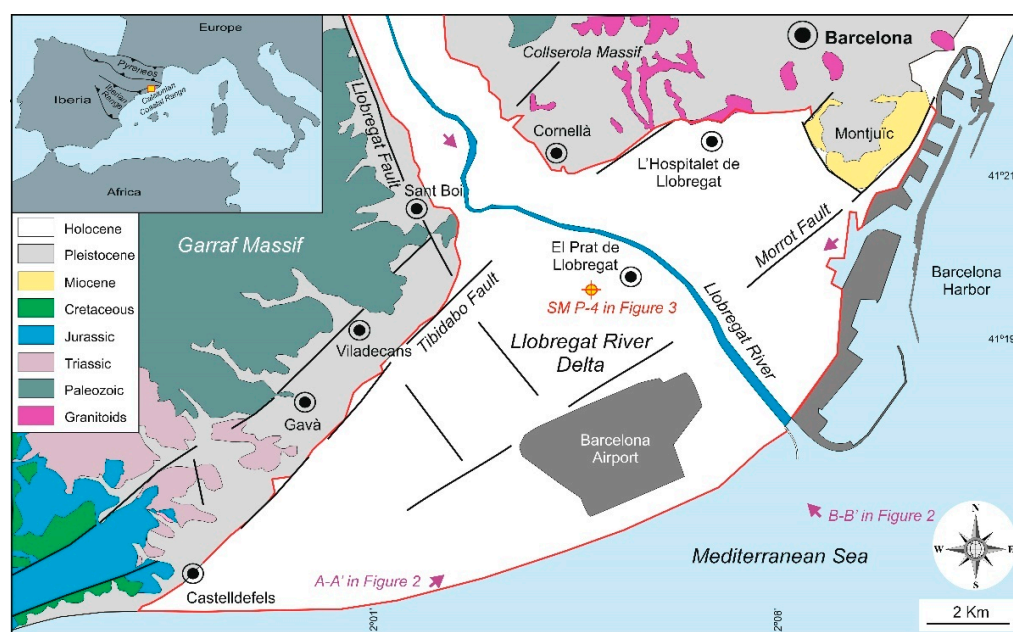 Europe
Pyrenees
Iberia
Iberian
Range
Catalonian
Coastal Range
Africa
Holocene
Pleistocene
Miocene
Cretaceous
Jurassic
Triassic
Paleozoic
Granitoids
Collserola Massif
Barcelona
Llobregat Fault
Cornellà
L'Hospitalet de
Llobregat
Montjuïc
41°21
Sant Boi
Garraf Massif
El Prat de
Llobregat
SM P-4 in Figure 3
Morrot Fault
Barcelona
Harbor
Viladecans
Tibidabo Fault
Llobregat River
Delta
Llobregat River
41°19
Gavà
Barcelona
Airport
B-B' in Figure 2
Mediterranean Sea
N
W
E
S
A-A' in Figure 2
Castelldefels
2°01'
2 Km